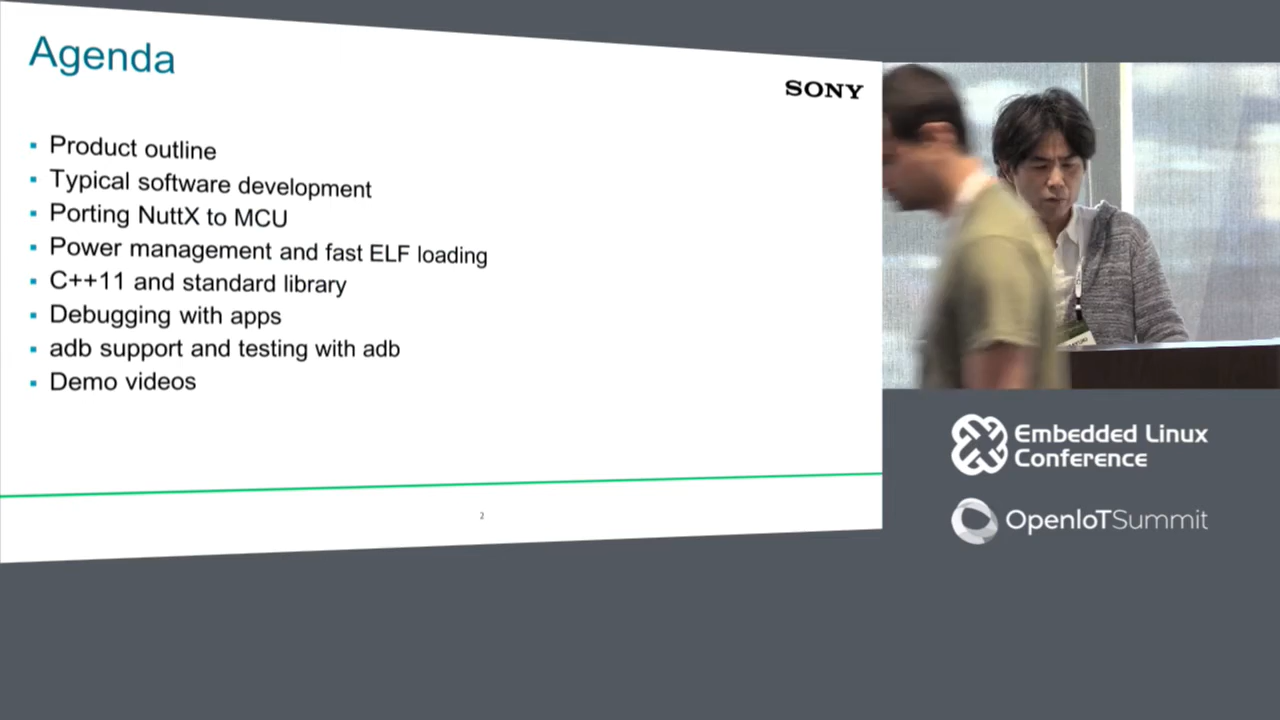 Agenda
SONY
Product outline
Typical software development
Porting NuttX to MCU
Power management and fast ELF loading
C++11 and standard library
Debugging with apps
adb support and testing with adb
Demo videos
2
Embedded Linux
Conference
OpenIoTSummit